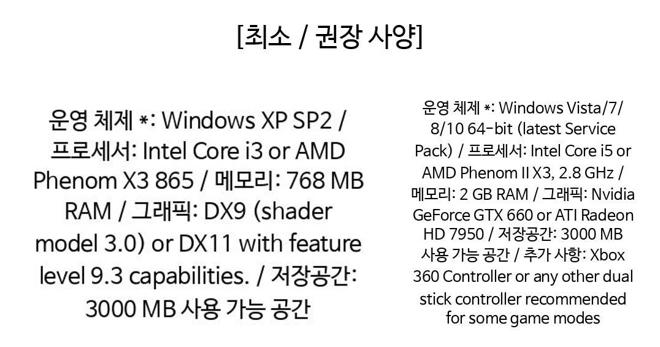 [최소 / 권장 사양]
운영 체제 *: Windows XP SP2 /
프로세서: Intel Core i3 or AMD
Phenom X3 865 / 메모리: 768 MB
RAM / 그래픽: DX9 (shader
model 3.0) or DX11 with feature
level 9.3 capabilities. / 저장공간:
3000 MB 사용 가능 공간
운영 체제 *: Windows Vista/7/
8/10 64-bit (latest Service
Pack) / 프로세서: Intel Core i5 or
AMD Phenom II X3, 2.8 GHz /
메모리: 2 GB RAM / 그래픽: Nvidia
GeForce GTX 660 or ATI Radeon
HD 7950 / 저장공간: 3000 MB
사용 가능 공간 / 추가 사항: Xbox
360 Controller or any other dual
stick controller recommended
for some game modes